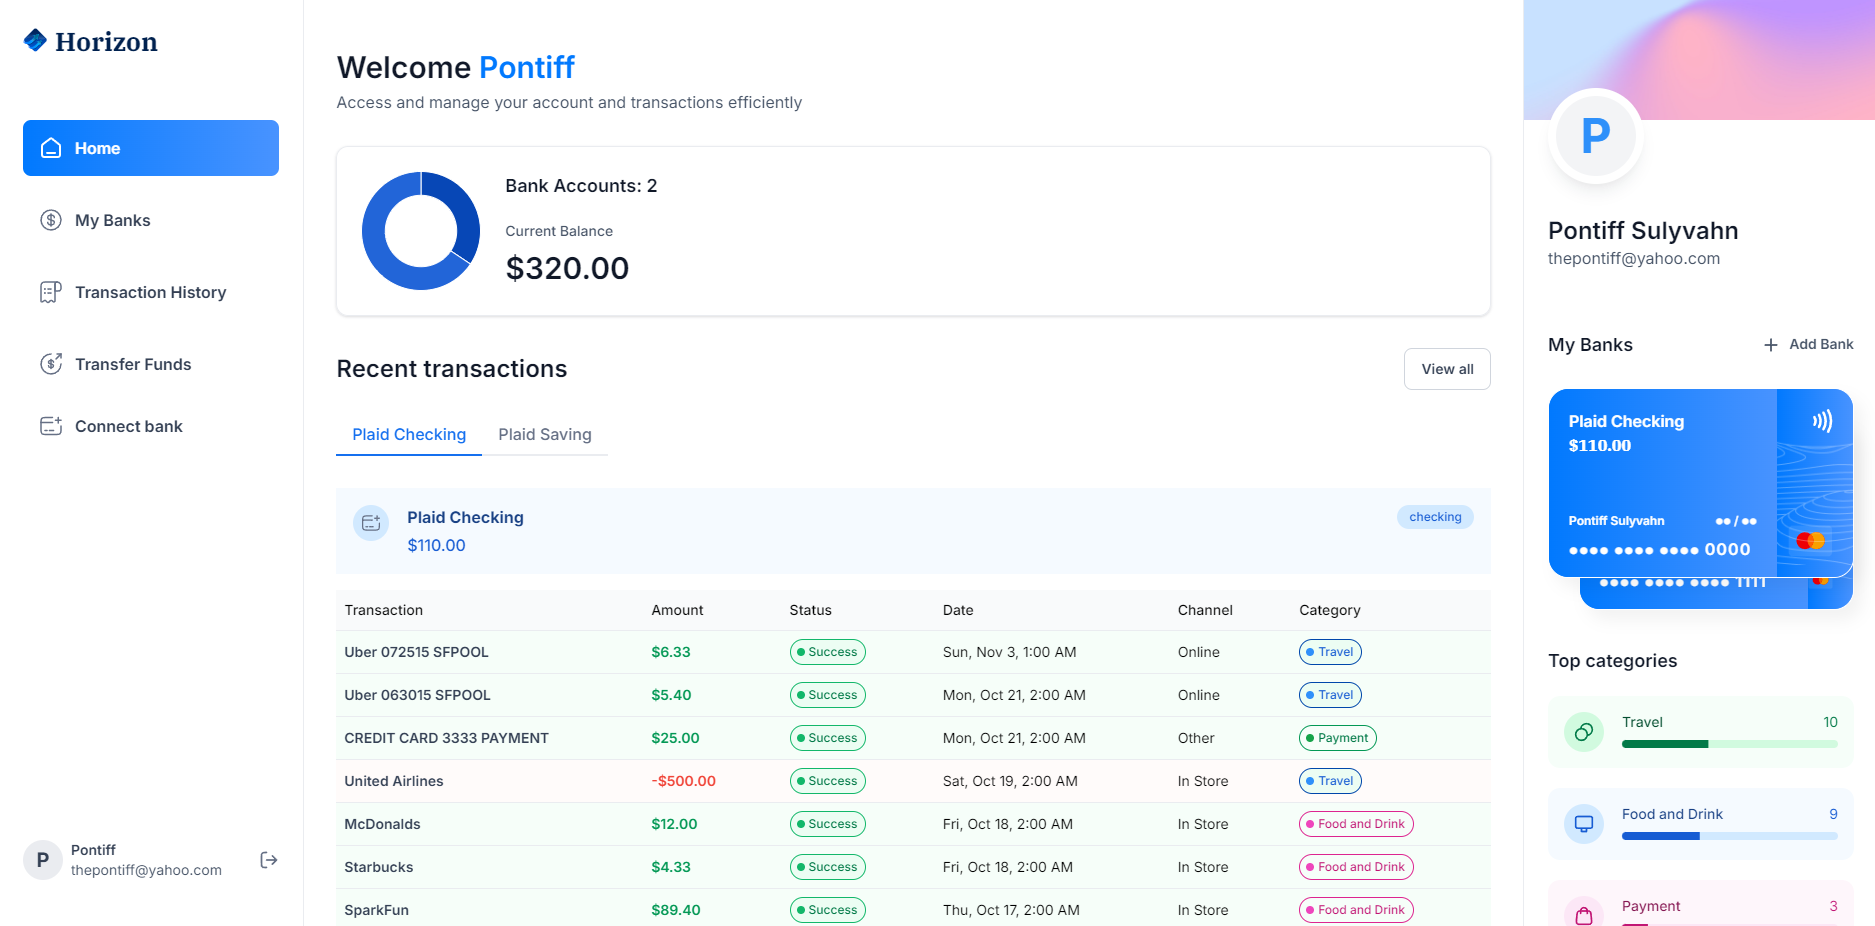 Horizon
Home
My Banks
Transaction History
Transfer Funds
Connect bank
P
Pontiff
thepontiff@yahoo.com
Welcome Pontiff
Access and manage your account and transactions efficiently
Bank Accounts: 2
Current Balance
$320.00
Recent transactions
View all
Plaid Checking Plaid Saving
Plaid Checking
$110.00
checking
Transaction Amount Status Date Channel Category
Uber 072515 SFPOOL $6.33 Success Sun, Nov 3, 1:00 AM Online Travel
Uber 063015 SFPOOL $5.40 Success Mon, Oct 21, 2:00 AM Online Travel
CREDIT CARD 3333 PAYMENT $25.00 Success Mon, Oct 21, 2:00 AM Other Payment
United Airlines -$500.00 Success Sat, Oct 19, 2:00 AM In Store Travel
McDonalds $12.00 Success Fri, Oct 18, 2:00 AM In Store Food and Drink
Starbucks $4.33 Success Fri, Oct 18, 2:00 AM In Store Food and Drink
SparkFun $89.40 Success Thu, Oct 17, 2:00 AM In Store Food and Drink
P
Pontiff Sulyvahn
thepontiff@yahoo.com
My Banks
+ Add Bank
Plaid Checking
$110.00
Pontiff Sulyvahn ●● / ●●
●●●● ●●●● ●●●● 0000
●●●● ●●●● ●●●● 1111
Top categories
Travel 10
Food and Drink 9
Payment 3